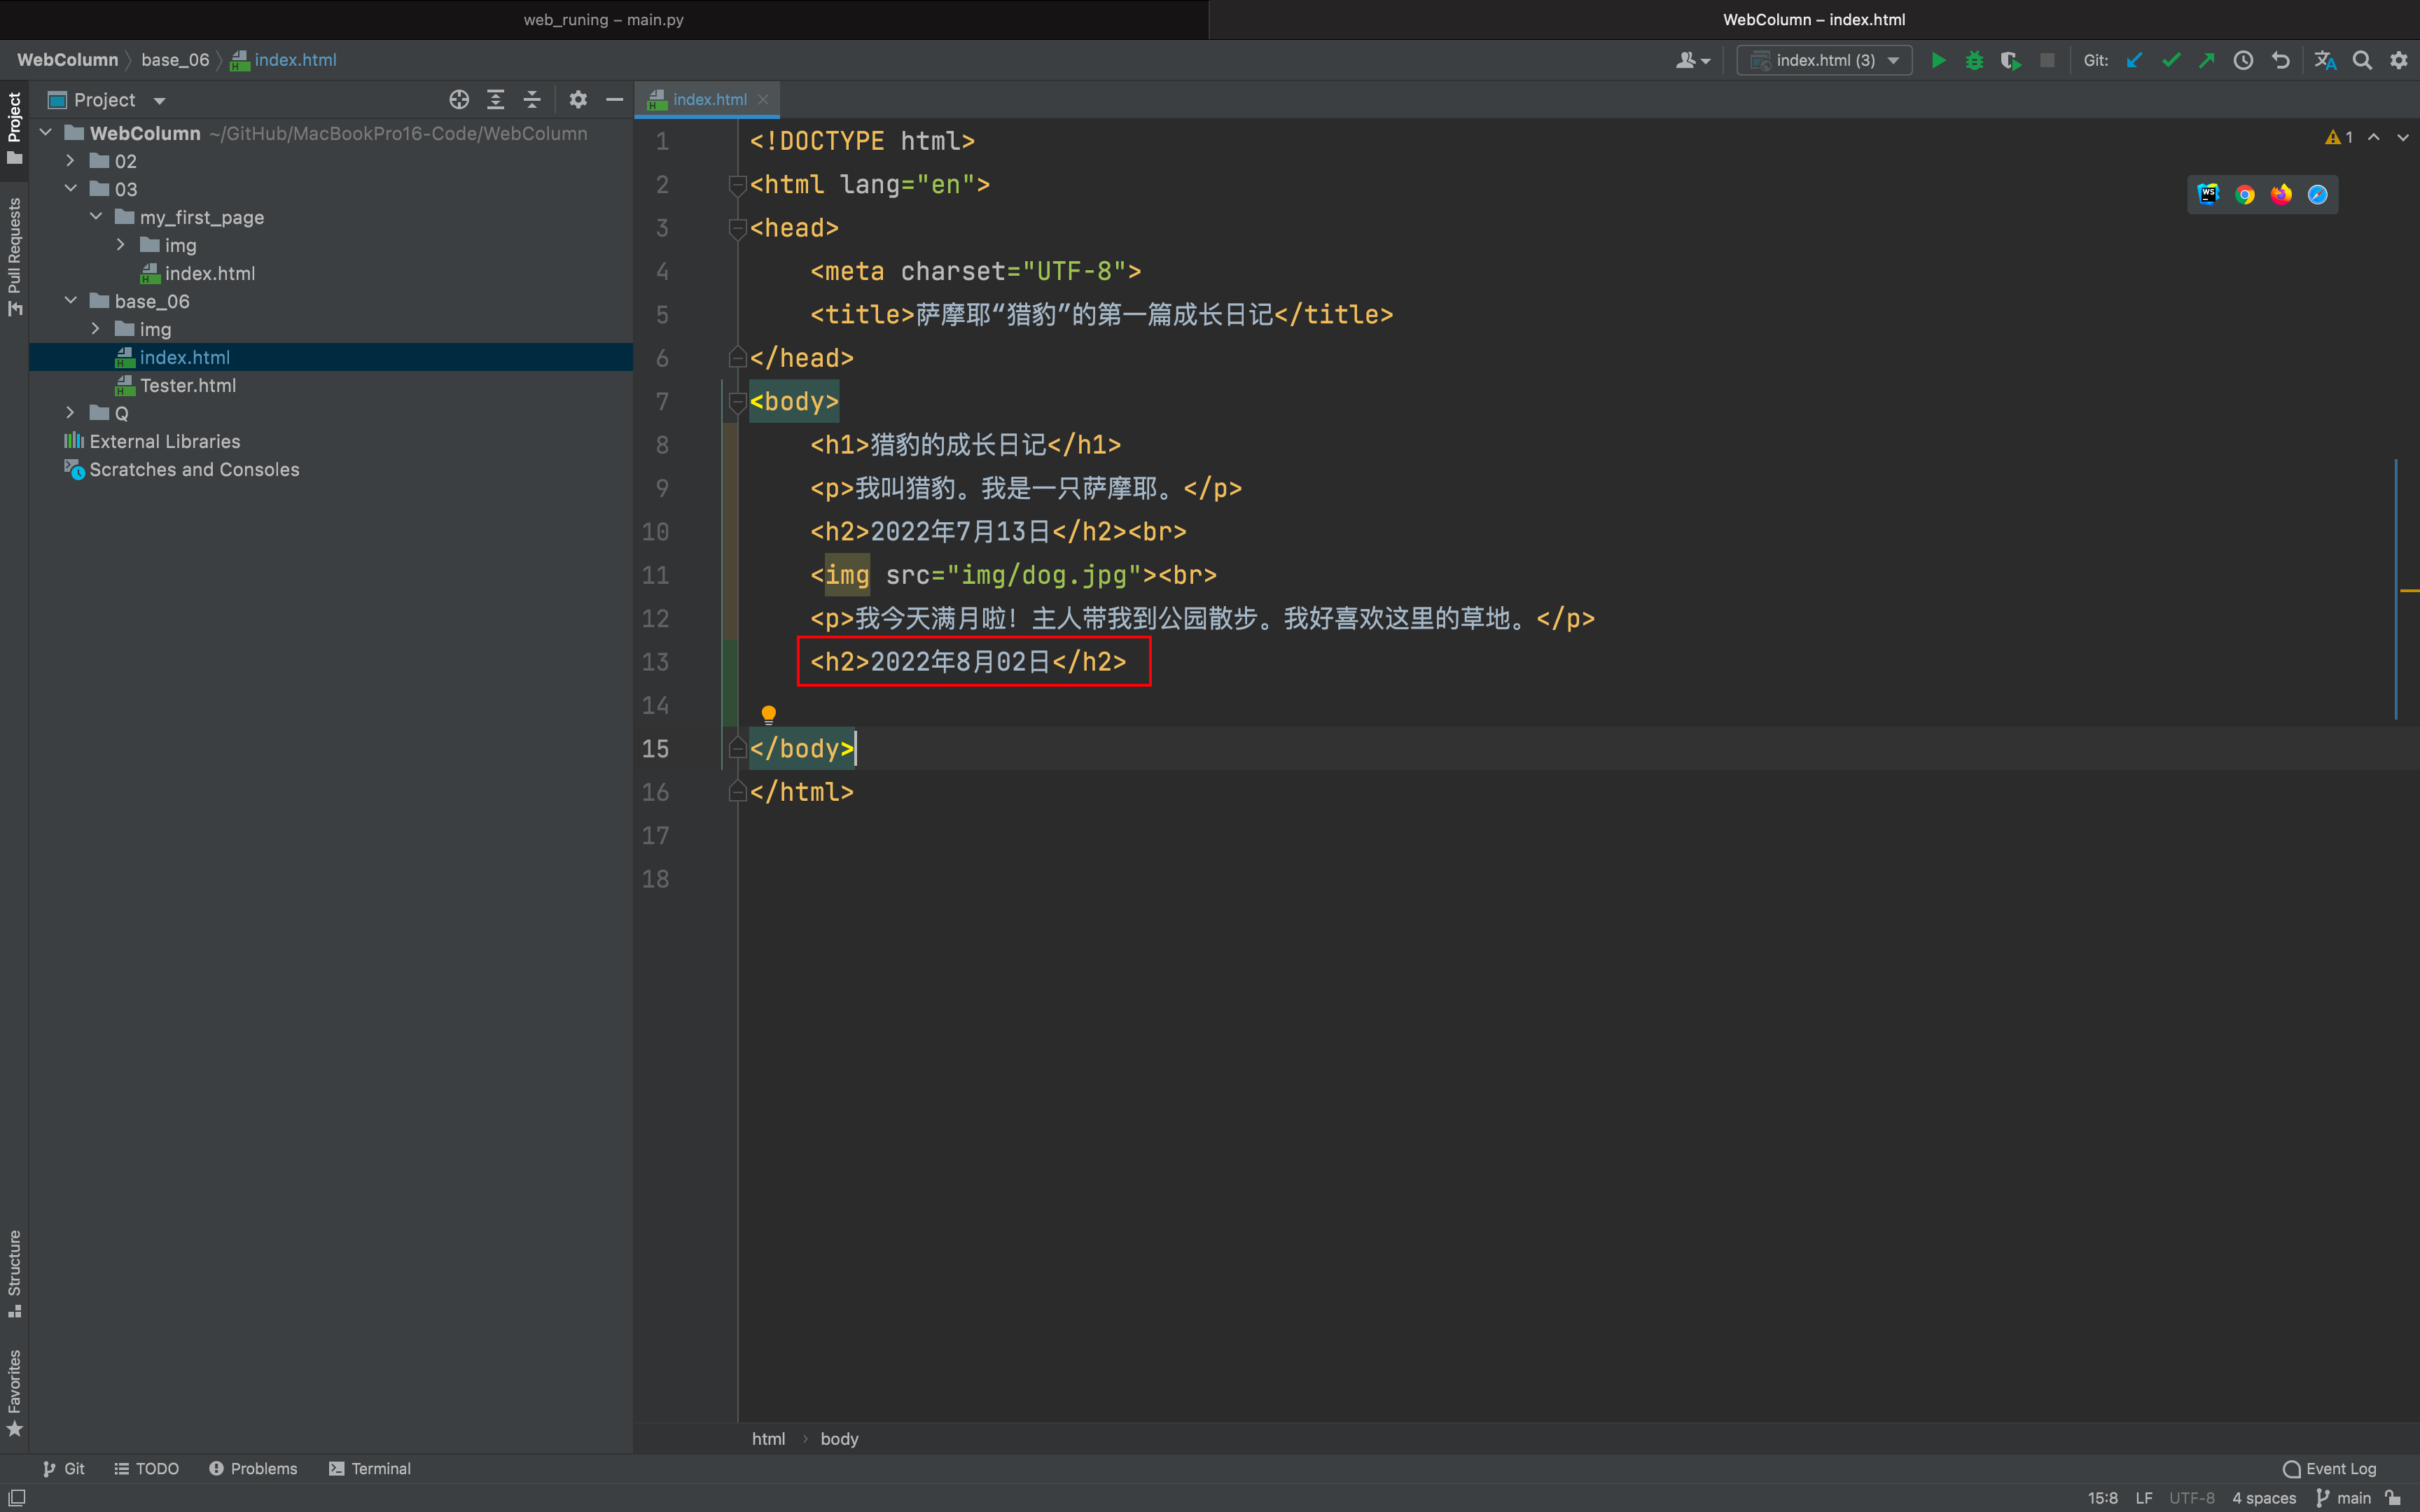 web_runing – main.py
WebColumn – index.html
WebColumn base_06 index.html
index.html (3)
Git:
Project
index.html
Project
Pull Requests
WebColumn ~/GitHub/MacBookPro16-Code/WebColumn
02
03
my_first_page
img
index.html
base_06
img
index.html
Tester.html
Q
External Libraries
Scratches and Consoles
Structure
Favorites
1 <!DOCTYPE html>
2 <html lang="en">
3 <head>
4 <meta charset="UTF-8">
5 <title>萨摩耶“猎豹”的第一篇成长日记</title>
6 </head>
7 <body>
8 <h1>猎豹的成长日记</h1>
9 <p>我叫猎豹。我是一只萨摩耶。</p>
10 <h2>2022年7月13日</h2><br>
11 <img src="img/dog.jpg"><br>
12 <p>我今天满月啦！主人带我到公园散步。我好喜欢这里的草地。</p>
13 <h2>2022年8月02日</h2>
14
15 </body>
16 </html>
17
18
1
WS
html body
Git TODO Problems Terminal
Event Log
15:8 LF UTF-8 4 spaces main